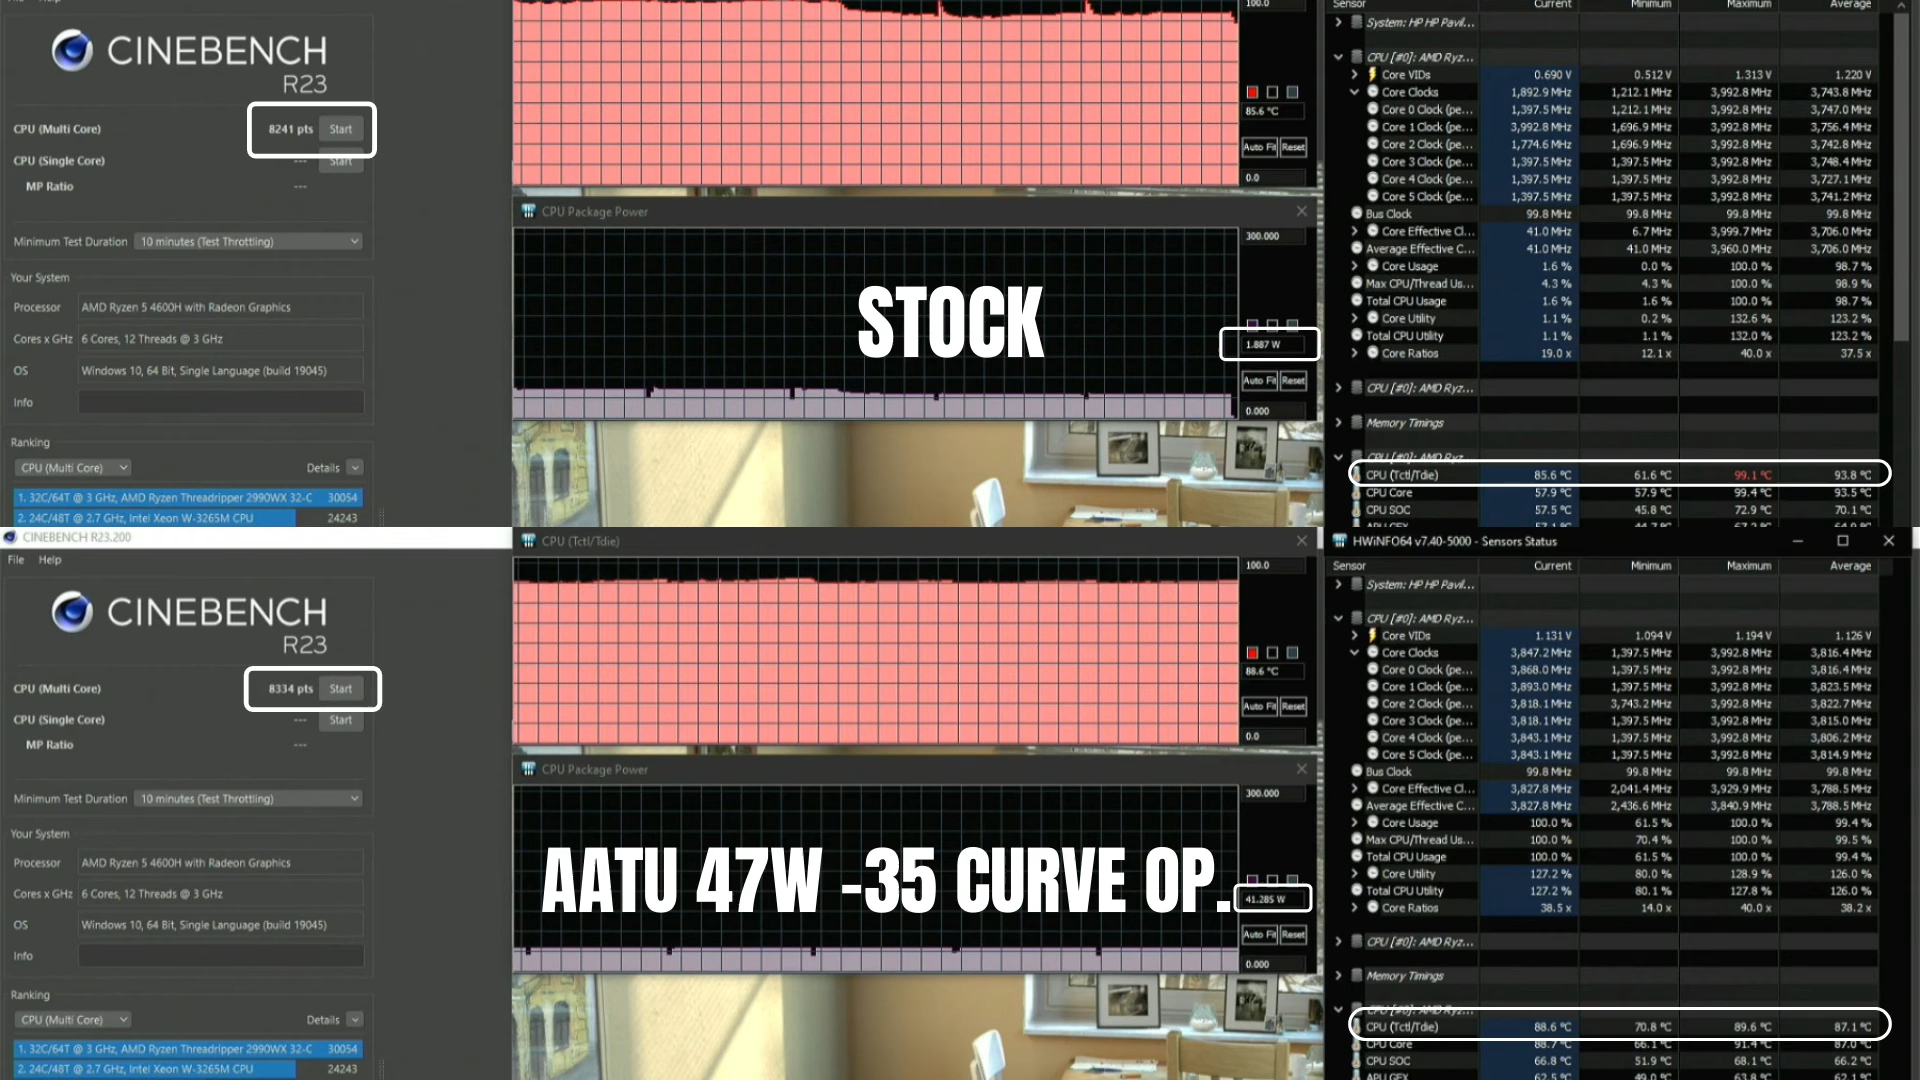 CINEBENCH
R23
CPU (Multi Core) 8241 pts Start
CPU (Single Core) --- Start
MP Ratio ---
Minimum Test Duration 10 minutes (Test Throttling)
Your System
Processor AMD Ryzen 5 4600H with Radeon Graphics
Cores x GHz 6 Cores, 12 Threads @ 3 GHz
OS Windows 10, 64 Bit, Single Language (build 19045)
Info
Ranking
CPU (Multi Core) Details
1. 32C/64T @ 3 GHz, AMD Ryzen Threadripper 2990WX 32-C 30054
2. 24C/48T @ 2.7 GHz, Intel Xeon W-3265M CPU 24243
100.0
85.6 °C
Auto Fit Reset
0.0
CPU Package Power
300.000
STOCK
1.887 W
Auto Fit Reset
0.000
Sensor Current Minimum Maximum Average
System: HP HP Pavil...
CPU [#0]: AMD Ryz...
Core VIDs 0.690 V 0.512 V 1.313 V 1.220 V
Core Clocks 1,892.9 MHz 1,212.1 MHz 3,992.8 MHz 3,743.8 MHz
Core 0 Clock (pe... 1,397.5 MHz 1,212.1 MHz 3,992.8 MHz 3,747.0 MHz
Core 1 Clock (pe... 3,992.8 MHz 1,696.9 MHz 3,992.8 MHz 3,756.4 MHz
Core 2 Clock (pe... 1,774.6 MHz 1,696.9 MHz 3,992.8 MHz 3,742.8 MHz
Core 3 Clock (pe... 1,397.5 MHz 1,397.5 MHz 3,992.8 MHz 3,748.4 MHz
Core 4 Clock (pe... 1,397.5 MHz 1,397.5 MHz 3,992.8 MHz 3,727.1 MHz
Core 5 Clock (pe... 1,397.5 MHz 1,397.5 MHz 3,992.8 MHz 3,741.2 MHz
Bus Clock 99.8 MHz 99.8 MHz 99.8 MHz 99.8 MHz
Core Effective Cl... 41.0 MHz 6.7 MHz 3,999.7 MHz 3,706.0 MHz
Average Effective C... 41.0 MHz 41.0 MHz 3,960.0 MHz 3,706.0 MHz
Core Usage 1.6 % 0.0 % 100.0 % 98.7 %
Max CPU/Thread Us... 4.3 % 4.3 % 100.0 % 98.9 %
Total CPU Usage 1.6 % 1.6 % 100.0 % 98.7 %
Core Utility 1.1 % 0.2 % 132.6 % 123.2 %
Total CPU Utility 1.1 % 1.1 % 132.0 % 123.2 %
Core Ratios 19.0 x 12.1 x 40.0 x 37.5 x
CPU [#0]: AMD Ryz...
Memory Timings
CPU [#0]: AMD Ryz...
CPU (Tctl/Tdie) 85.6 °C 61.6 °C 99.1 °C 93.8 °C
CPU Core 57.9 °C 57.9 °C 99.4 °C 93.5 °C
CPU SOC 57.5 °C 45.8 °C 72.9 °C 70.1 °C
CINEBENCH R23.200
File Help
CINEBENCH
R23
CPU (Multi Core) 8334 pts Start
CPU (Single Core) --- Start
MP Ratio ---
Minimum Test Duration 10 minutes (Test Throttling)
Your System
Processor AMD Ryzen 5 4600H with Radeon Graphics
Cores x GHz 6 Cores, 12 Threads @ 3 GHz
OS Windows 10, 64 Bit, Single Language (build 19045)
Info
Ranking
CPU (Multi Core) Details
1. 32C/64T @ 3 GHz, AMD Ryzen Threadripper 2990WX 32-C 30054
2. 24C/48T @ 2.7 GHz, Intel Xeon W-3265M CPU 24243
CPU (Tctl/Tdie)
100.0
88.6 °C
Auto Fit Reset
0.0
CPU Package Power
300.000
AATU 47W -35 CURVE OP.
41.285 W
Auto Fit Reset
0.000
HWiNFO64 v7.40-5000 - Sensors Status
Sensor Current Minimum Maximum Average
System: HP HP Pavil...
CPU [#0]: AMD Ryz...
Core VIDs 1.131 V 1.094 V 1.194 V 1.126 V
Core Clocks 3,847.2 MHz 1,397.5 MHz 3,992.8 MHz 3,816.4 MHz
Core 0 Clock (pe... 3,868.0 MHz 1,397.5 MHz 3,992.8 MHz 3,816.4 MHz
Core 1 Clock (pe... 3,893.0 MHz 1,397.5 MHz 3,992.8 MHz 3,823.5 MHz
Core 2 Clock (pe... 3,818.1 MHz 3,743.2 MHz 3,992.8 MHz 3,822.7 MHz
Core 3 Clock (pe... 3,818.1 MHz 1,397.5 MHz 3,992.8 MHz 3,815.0 MHz
Core 4 Clock (pe... 3,843.1 MHz 1,397.5 MHz 3,992.8 MHz 3,806.2 MHz
Core 5 Clock (pe... 3,843.1 MHz 1,397.5 MHz 3,992.8 MHz 3,814.9 MHz
Bus Clock 99.8 MHz 99.8 MHz 99.8 MHz 99.8 MHz
Core Effective Cl... 3,827.8 MHz 2,041.4 MHz 3,929.9 MHz 3,788.5 MHz
Average Effective C... 3,827.8 MHz 2,436.6 MHz 3,840.9 MHz 3,788.5 MHz
Core Usage 100.0 % 61.5 % 100.0 % 99.4 %
Max CPU/Thread Us... 100.0 % 70.4 % 100.0 % 99.5 %
Total CPU Usage 100.0 % 61.5 % 100.0 % 99.4 %
Core Utility 127.2 % 80.0 % 128.9 % 126.0 %
Total CPU Utility 127.2 % 80.1 % 127.8 % 126.0 %
Core Ratios 38.5 x 14.0 x 40.0 x 38.2 x
CPU [#0]: AMD Ryz...
Memory Timings
CPU [#0]: AMD Ryz...
CPU (Tctl/Tdie) 88.6 °C 70.8 °C 89.6 °C 87.1 °C
CPU Core 88.7 °C 66.1 °C 91.4 °C 87.0 °C
CPU SOC 66.8 °C 51.9 °C 68.1 °C 66.2 °C
APU GFX 62.5 °C 49.0 °C 63.8 °C 62.1 °C